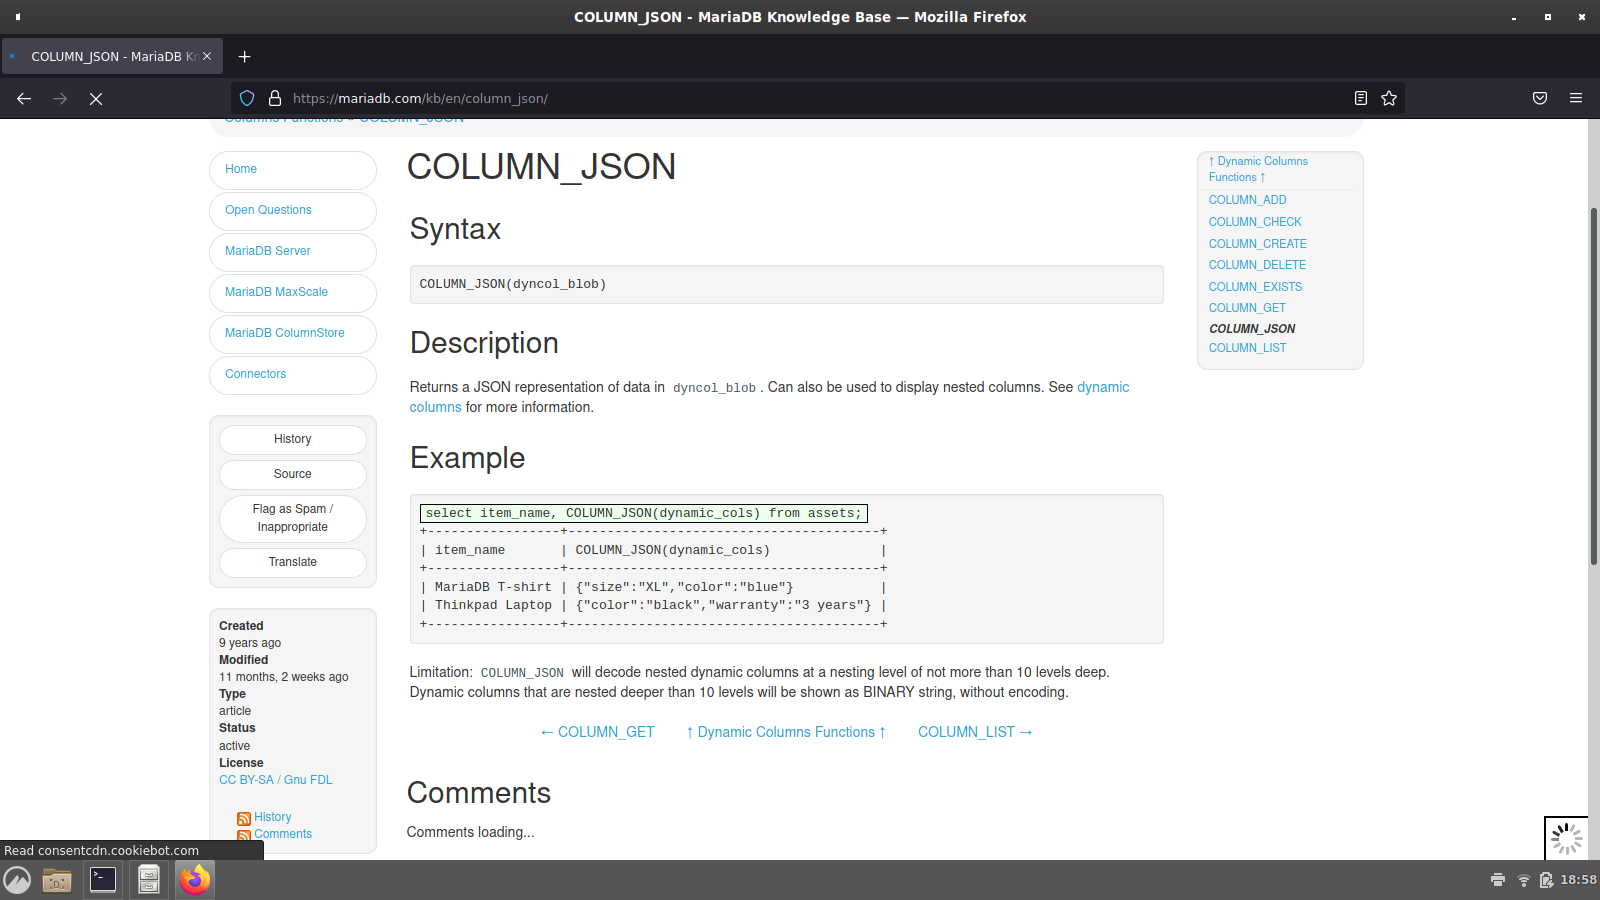 COLUMN_JSON - MariaDB Knowledge Base — Mozilla Firefox
COLUMN_JSON - MariaDB Kn
https://mariadb.com/kb/en/column_json/
Columns Functions » COLUMN_JSON
Home
Open Questions
MariaDB Server
MariaDB MaxScale
MariaDB ColumnStore
Connectors
History
Source
Flag as Spam /
Inappropriate
Translate
Created
9 years ago
Modified
11 months, 2 weeks ago
Type
article
Status
active
License
CC BY-SA / Gnu FDL
History
Comments
COLUMN_JSON
Syntax
COLUMN_JSON(dyncol_blob)
Description
Returns a JSON representation of data in dyncol_blob. Can also be used to display nested columns. See dynamic
columns for more information.
Example
select item_name, COLUMN_JSON(dynamic_cols) from assets;
+-----------------+----------------------------------------+
| item_name       | COLUMN_JSON(dynamic_cols)              |
+-----------------+----------------------------------------+
| MariaDB T-shirt | {"size":"XL","color":"blue"}           |
| Thinkpad Laptop | {"color":"black","warranty":"3 years"} |
+-----------------+----------------------------------------+
Limitation: COLUMN_JSON will decode nested dynamic columns at a nesting level of not more than 10 levels deep.
Dynamic columns that are nested deeper than 10 levels will be shown as BINARY string, without encoding.
← COLUMN_GET ↑ Dynamic Columns Functions ↑ COLUMN_LIST →
Comments
Comments loading...
↑ Dynamic Columns
Functions ↑
COLUMN_ADD
COLUMN_CHECK
COLUMN_CREATE
COLUMN_DELETE
COLUMN_EXISTS
COLUMN_GET
COLUMN_JSON
COLUMN_LIST
Read consentcdn.cookiebot.com
18:58